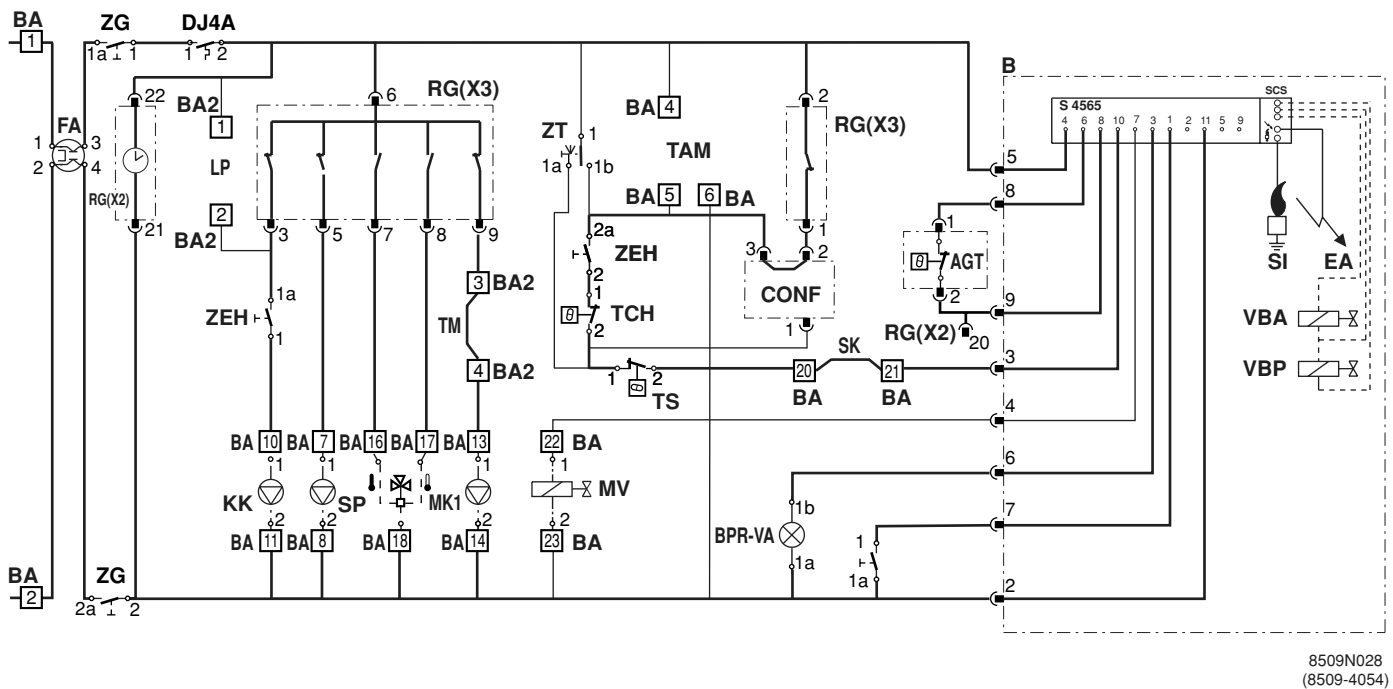 BA
1
ZG
1a 1
DJ4A
1 2
FA
1 3
2 4
22
RG(X2)
21
BA2
1
LP
2
BA2
6
RG(X3)
3 5 7 8 9
3 BA2
TM
4 BA2
1a
ZEH
1
BA 10
BA 7
BA 16
BA 17
BA 13
1 1 1
KK
SP
MK1
2 2 2
BA 11
BA 8
BA 18
BA 14
ZT
1
1a 1b
BA 4
TAM
BA 5
6 BA
2a
ZEH
2
1
θ TCH
2
1 2
θ TS
2
RG(X3)
1
3 2
CONF
1
20
BA
SK
21
BA
22 BA
1
MV
2
23 BA
1b
BPR-VA
1a
1
1a
1
θ AGT
2
RG(X2)
20
B
5
8
9
3
4
6
7
2
S 4565
4 6 8 10 7 3 1 2 11 5 9
SCS
SI
EA
VBA
VBP
BA
2
ZG
2a 2
8509N028
(8509-4054)